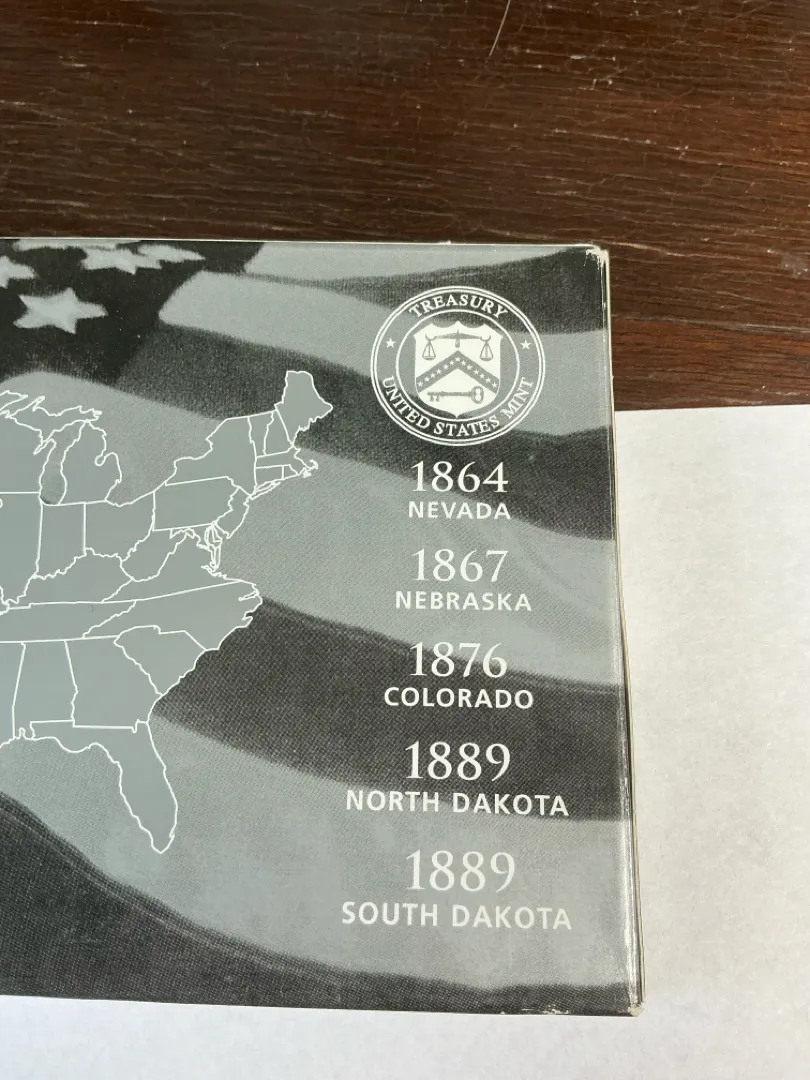 TREASURY
UNITED STATES MINT
1864
NEVADA
1867
NEBRASKA
1876
COLORADO
1889
NORTH DAKOTA
1889
SOUTH DAKOTA